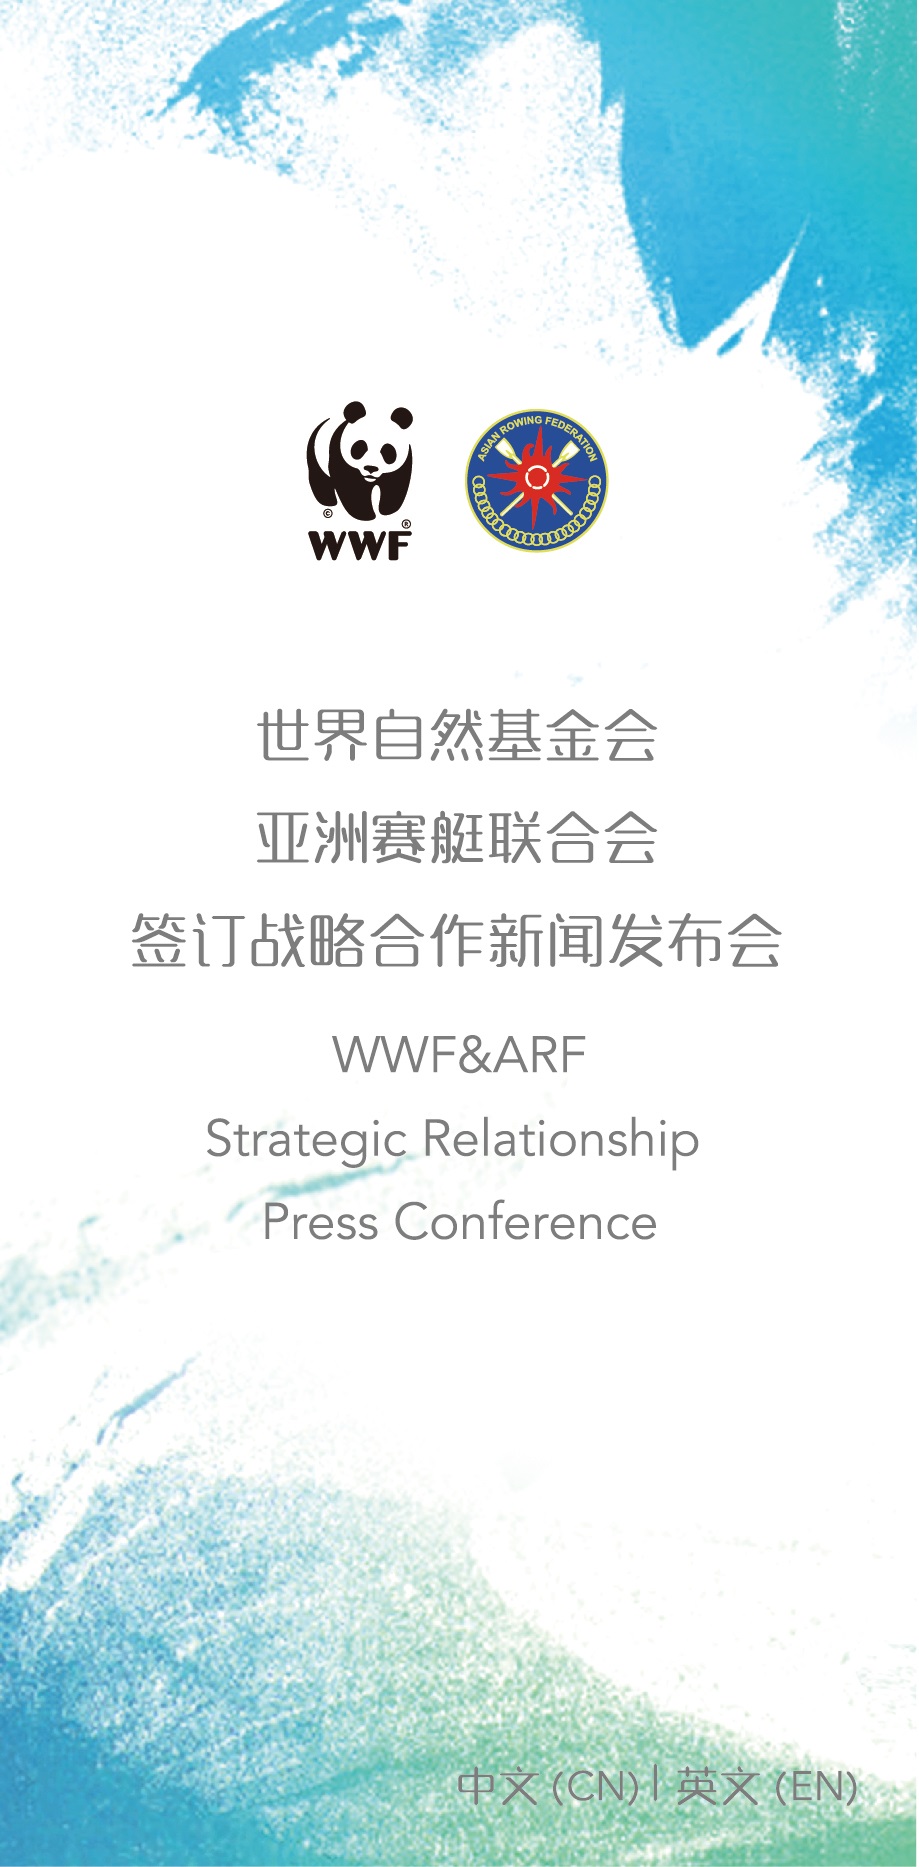 ASIAN ROWING FEDERATION
©
®
WWF
世界自然基金会
亚洲赛艇联合会
签订战略合作新闻发布会
WWF&ARF
Strategic Relationship
Press Conference
中文 (CN) | 英文 (EN)